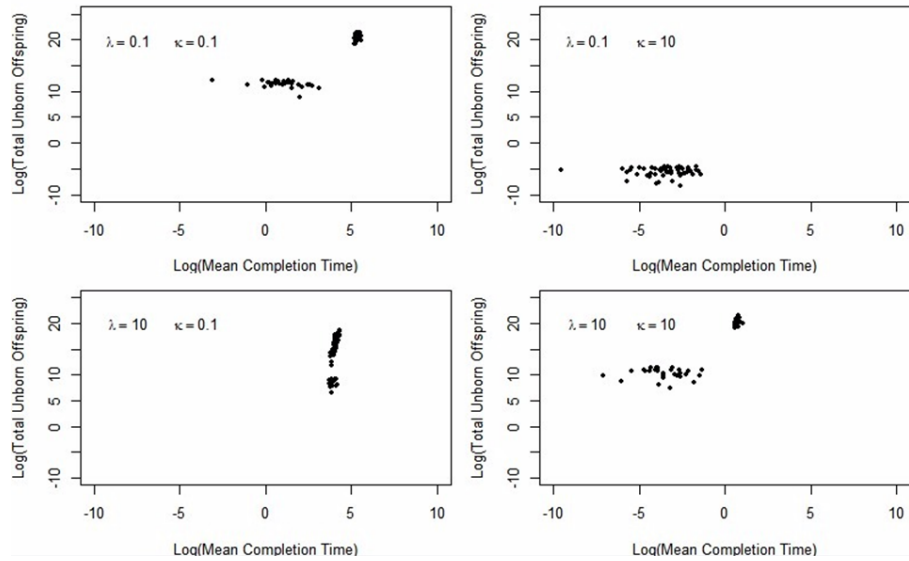 λ = 0.1 κ = 0.1
Log(Total Unborn Offspring)
20
10
5
0
-10
-10 -5 0 5 10
Log(Mean Completion Time)
λ = 0.1 κ = 10
Log(Total Unborn Offspring)
20
10
5
0
-10
-10 -5 0 5 10
Log(Mean Completion Time)
λ = 10 κ = 0.1
Log(Total Unborn Offspring)
20
10
5
0
-10
-10 -5 0 5 10
Log(Mean Completion Time)
λ = 10 κ = 10
Log(Total Unborn Offspring)
20
10
5
0
-10
-10 -5 0 5 10
Log(Mean Completion Time)